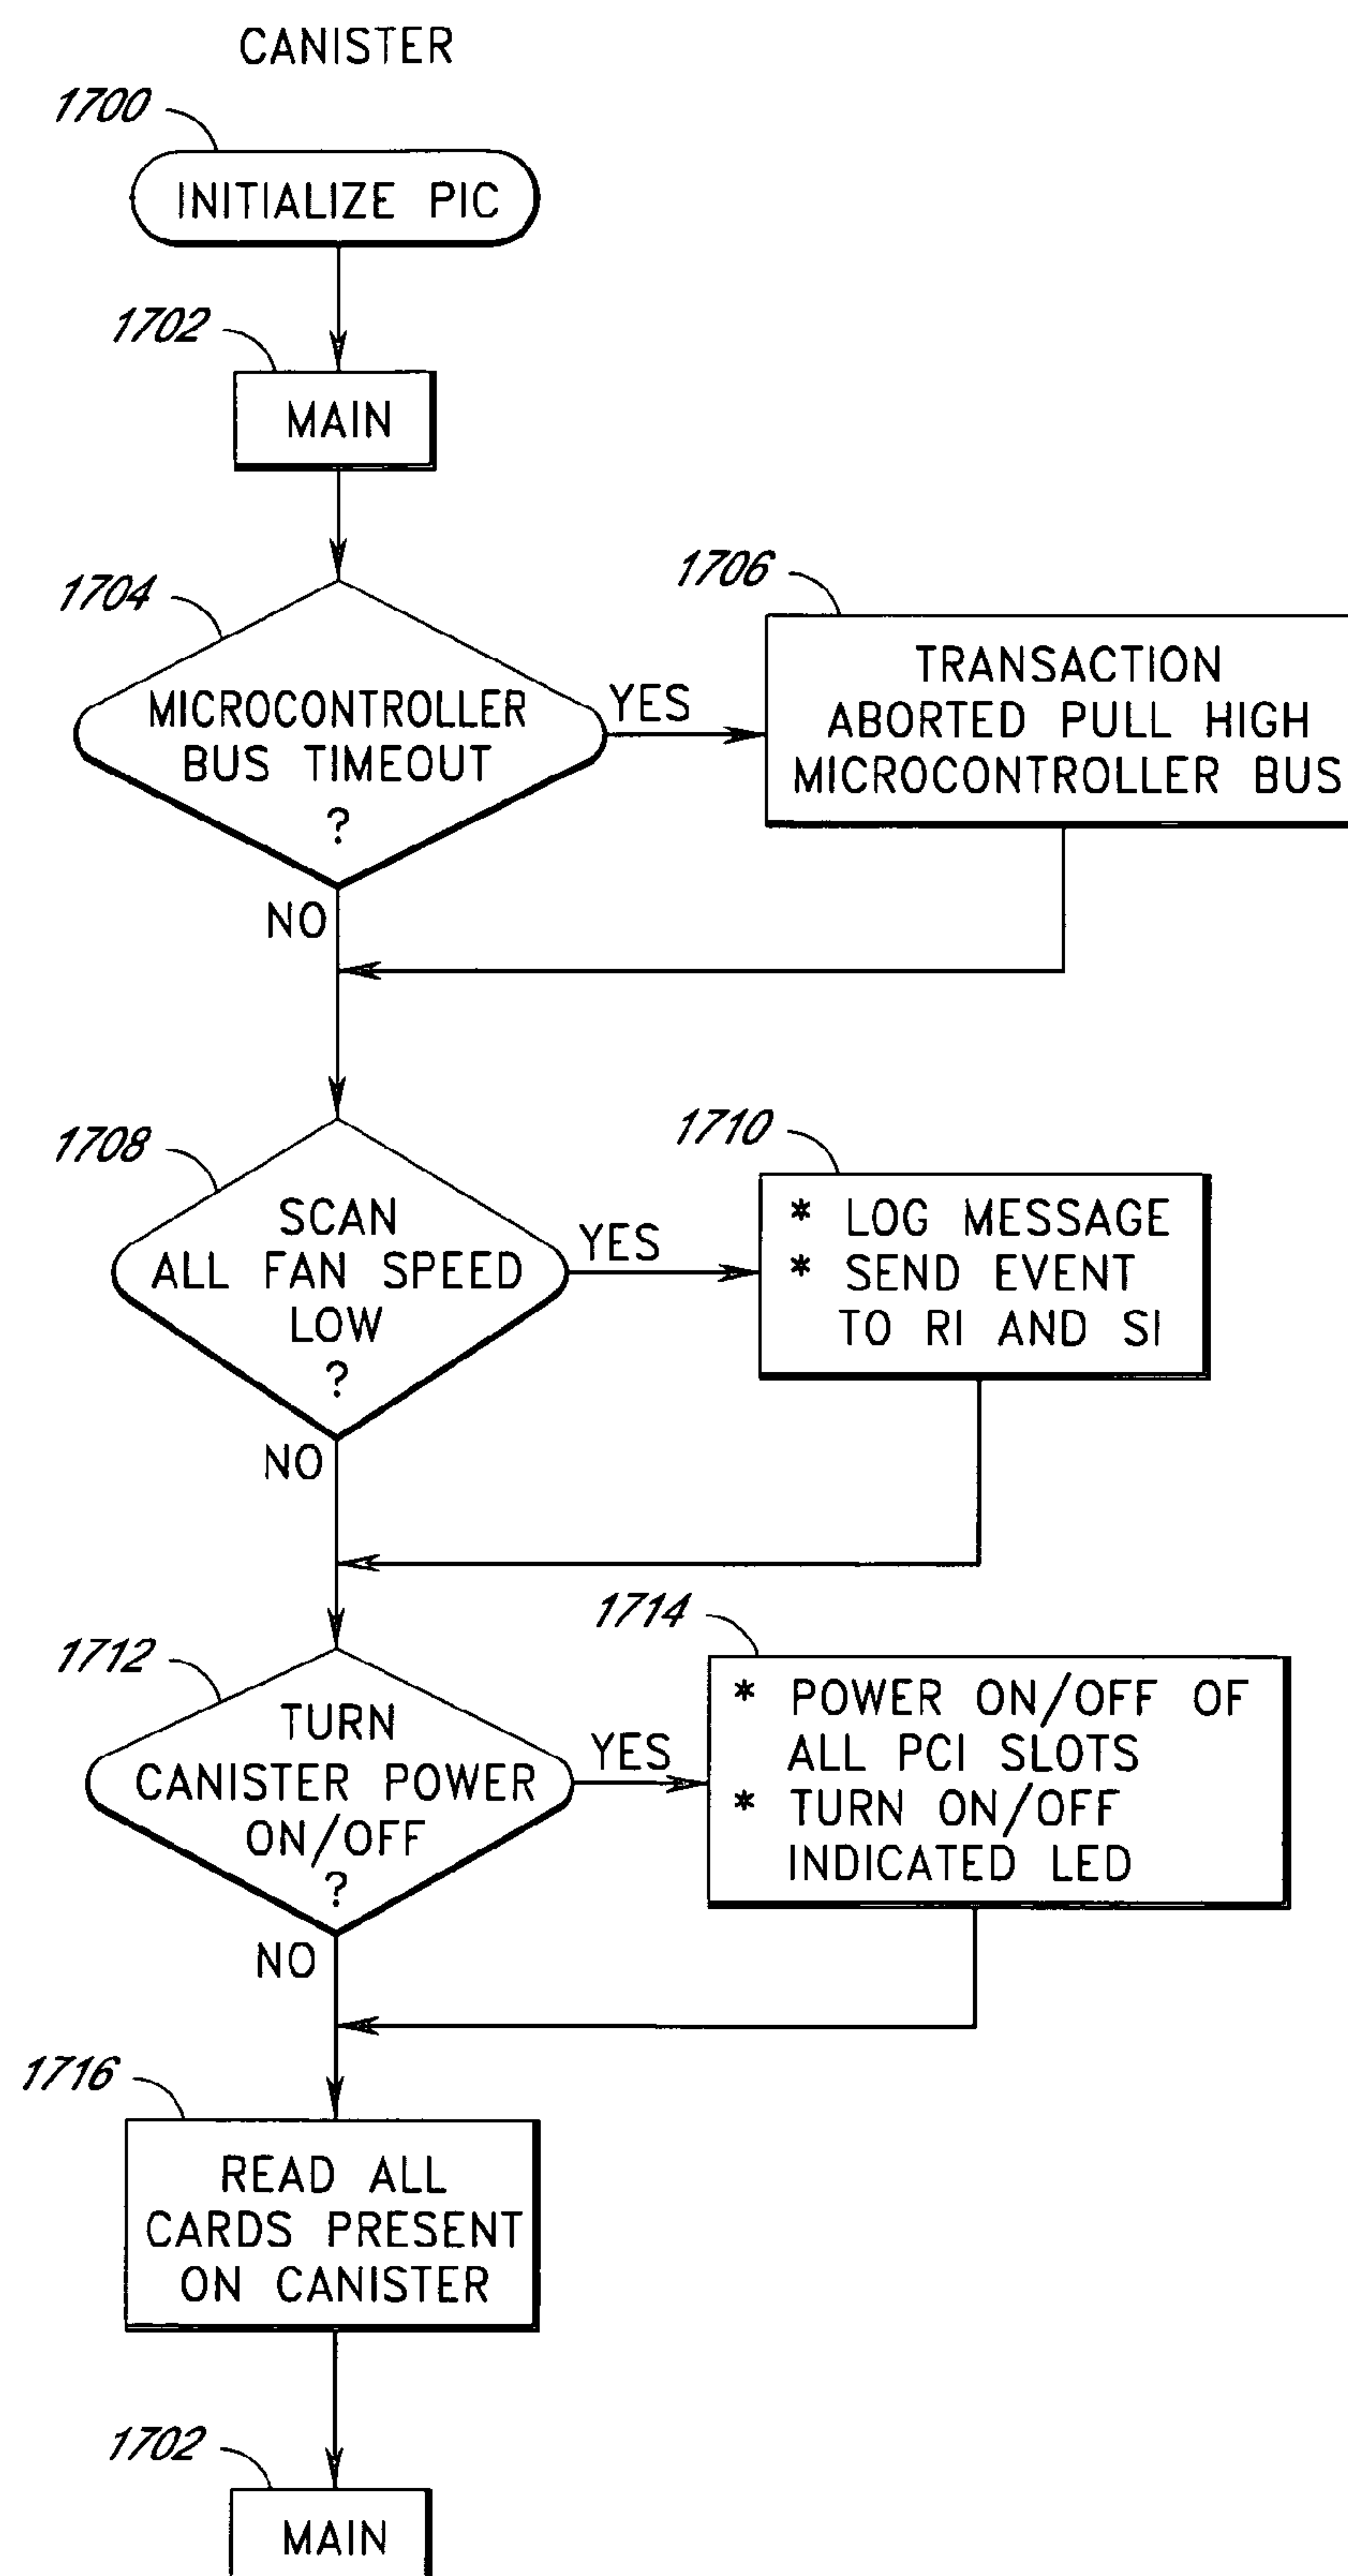 CANISTER
1700
INITIALIZE PIC
1702
MAIN
1704
MICROCONTROLLER
BUS TIMEOUT
?
YES
NO
1706
TRANSACTION
ABORTED PULL HIGH
MICROCONTROLLER BUS
1708
SCAN
ALL FAN SPEED
LOW
?
YES
NO
1710
* LOG MESSAGE
* SEND EVENT
TO RI AND SI
1712
TURN
CANISTER POWER
ON/OFF
?
YES
NO
1714
* POWER ON/OFF OF
ALL PCI SLOTS
* TURN ON/OFF
INDICATED LED
1716
READ ALL
CARDS PRESENT
ON CANISTER
1702
MAIN